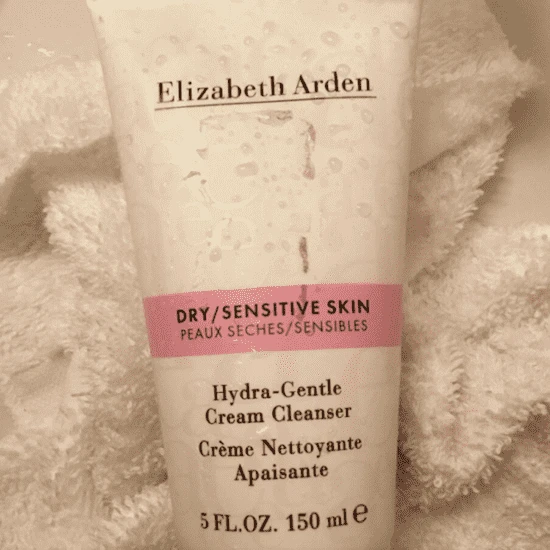 Elizabeth Arden
DRY/SENSITIVE SKIN
PEAUX SECHES/SENSIBLES
Hydra-Gentle
Cream Cleanser
Crème Nettoyante
Apaisante
5 FL.OZ. 150 ml e